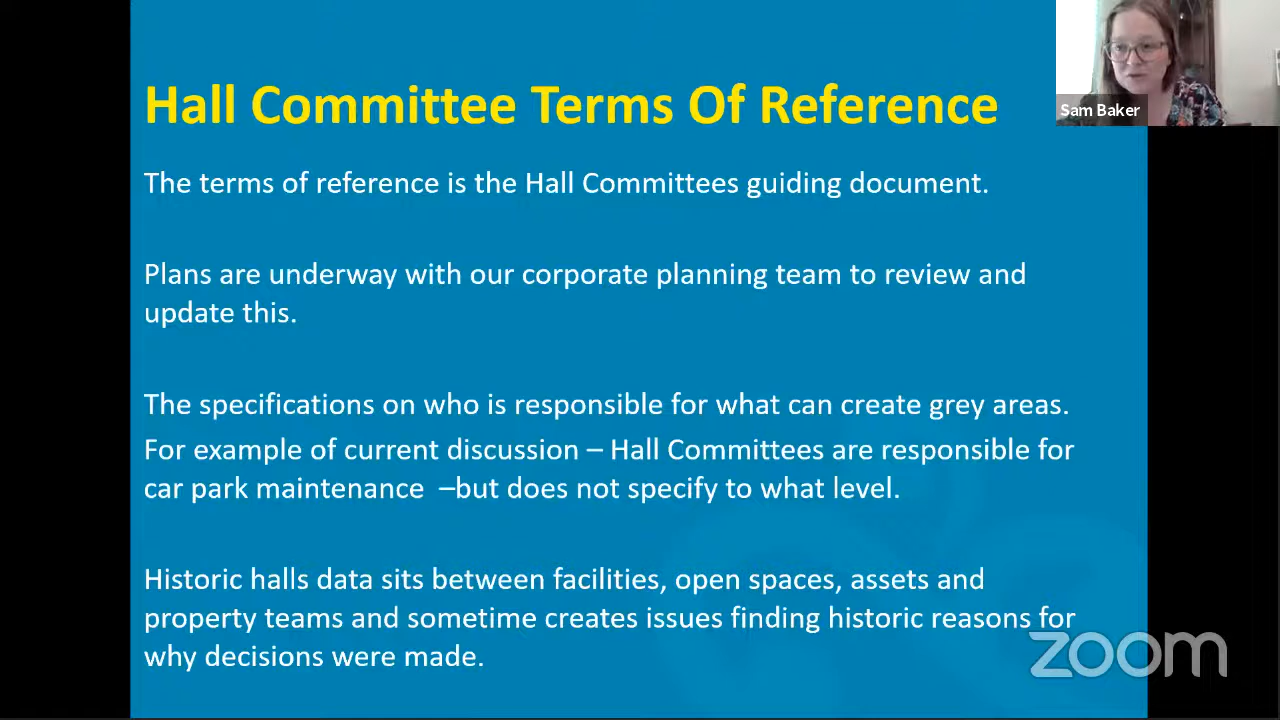 Hall Committee Terms Of Reference
Sam Baker
The terms of reference is the Hall Committees guiding document.
Plans are underway with our corporate planning team to review and
update this.
The specifications on who is responsible for what can create grey areas.
For example of current discussion – Hall Committees are responsible for
car park maintenance –but does not specify to what level.
Historic halls data sits between facilities, open spaces, assets and
property teams and sometime creates issues finding historic reasons for
why decisions were made.
zoom